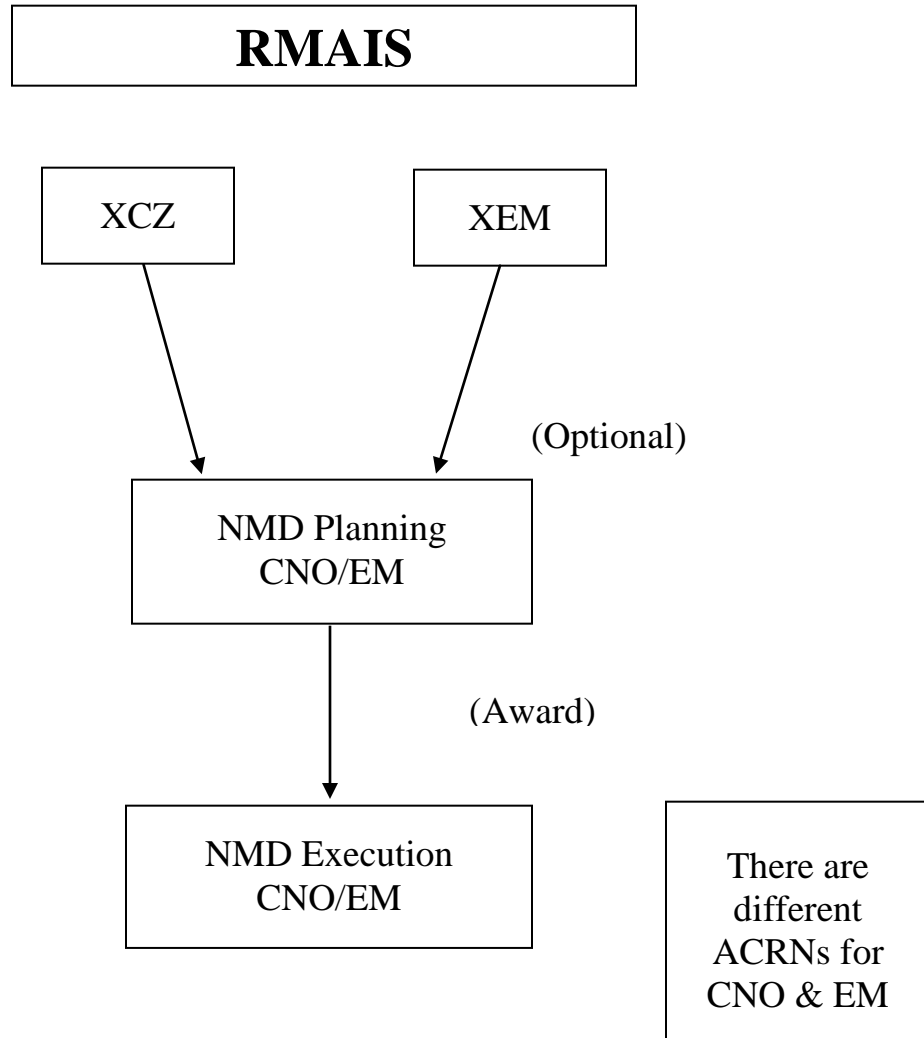 RMAIS
XCZ
XEM
(Optional)
NMD Planning
CNO/EM
(Award)
NMD Execution
CNO/EM
There are
different
ACRNs for
CNO & EM